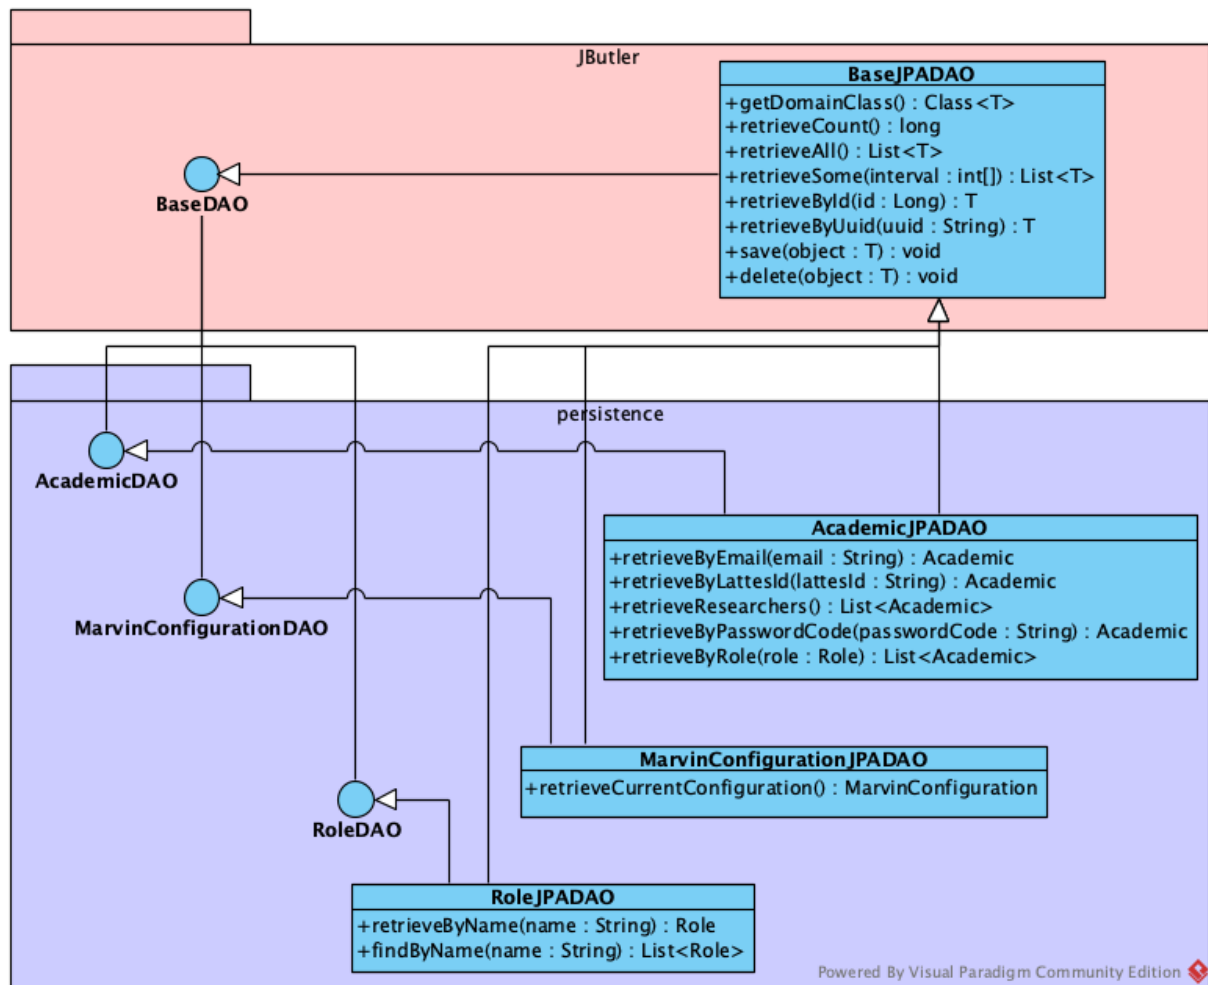 JButler
BaseJPADAO
+getDomainClass() : Class<T>
+retrieveCount() : long
+retrieveAll() : List<T>
+retrieveSome(interval : int[]) : List<T>
+retrieveById(id : Long) : T
+retrieveByUuid(uuid : String) : T
+save(object : T) : void
+delete(object : T) : void
BaseDAO
persistence
AcademicDAO
AcademicJPADAO
+retrieveByEmail(email : String) : Academic
+retrieveByLattesId(lattesId : String) : Academic
+retrieveResearchers() : List<Academic>
+retrieveByPasswordCode(passwordCode : String) : Academic
+retrieveByRole(role : Role) : List<Academic>
MarvinConfigurationDAO
MarvinConfigurationJPADAO
+retrieveCurrentConfiguration() : MarvinConfiguration
RoleDAO
RoleJPADAO
+retrieveByName(name : String) : Role
+findByName(name : String) : List<Role>
Powered By Visual Paradigm Community Edition